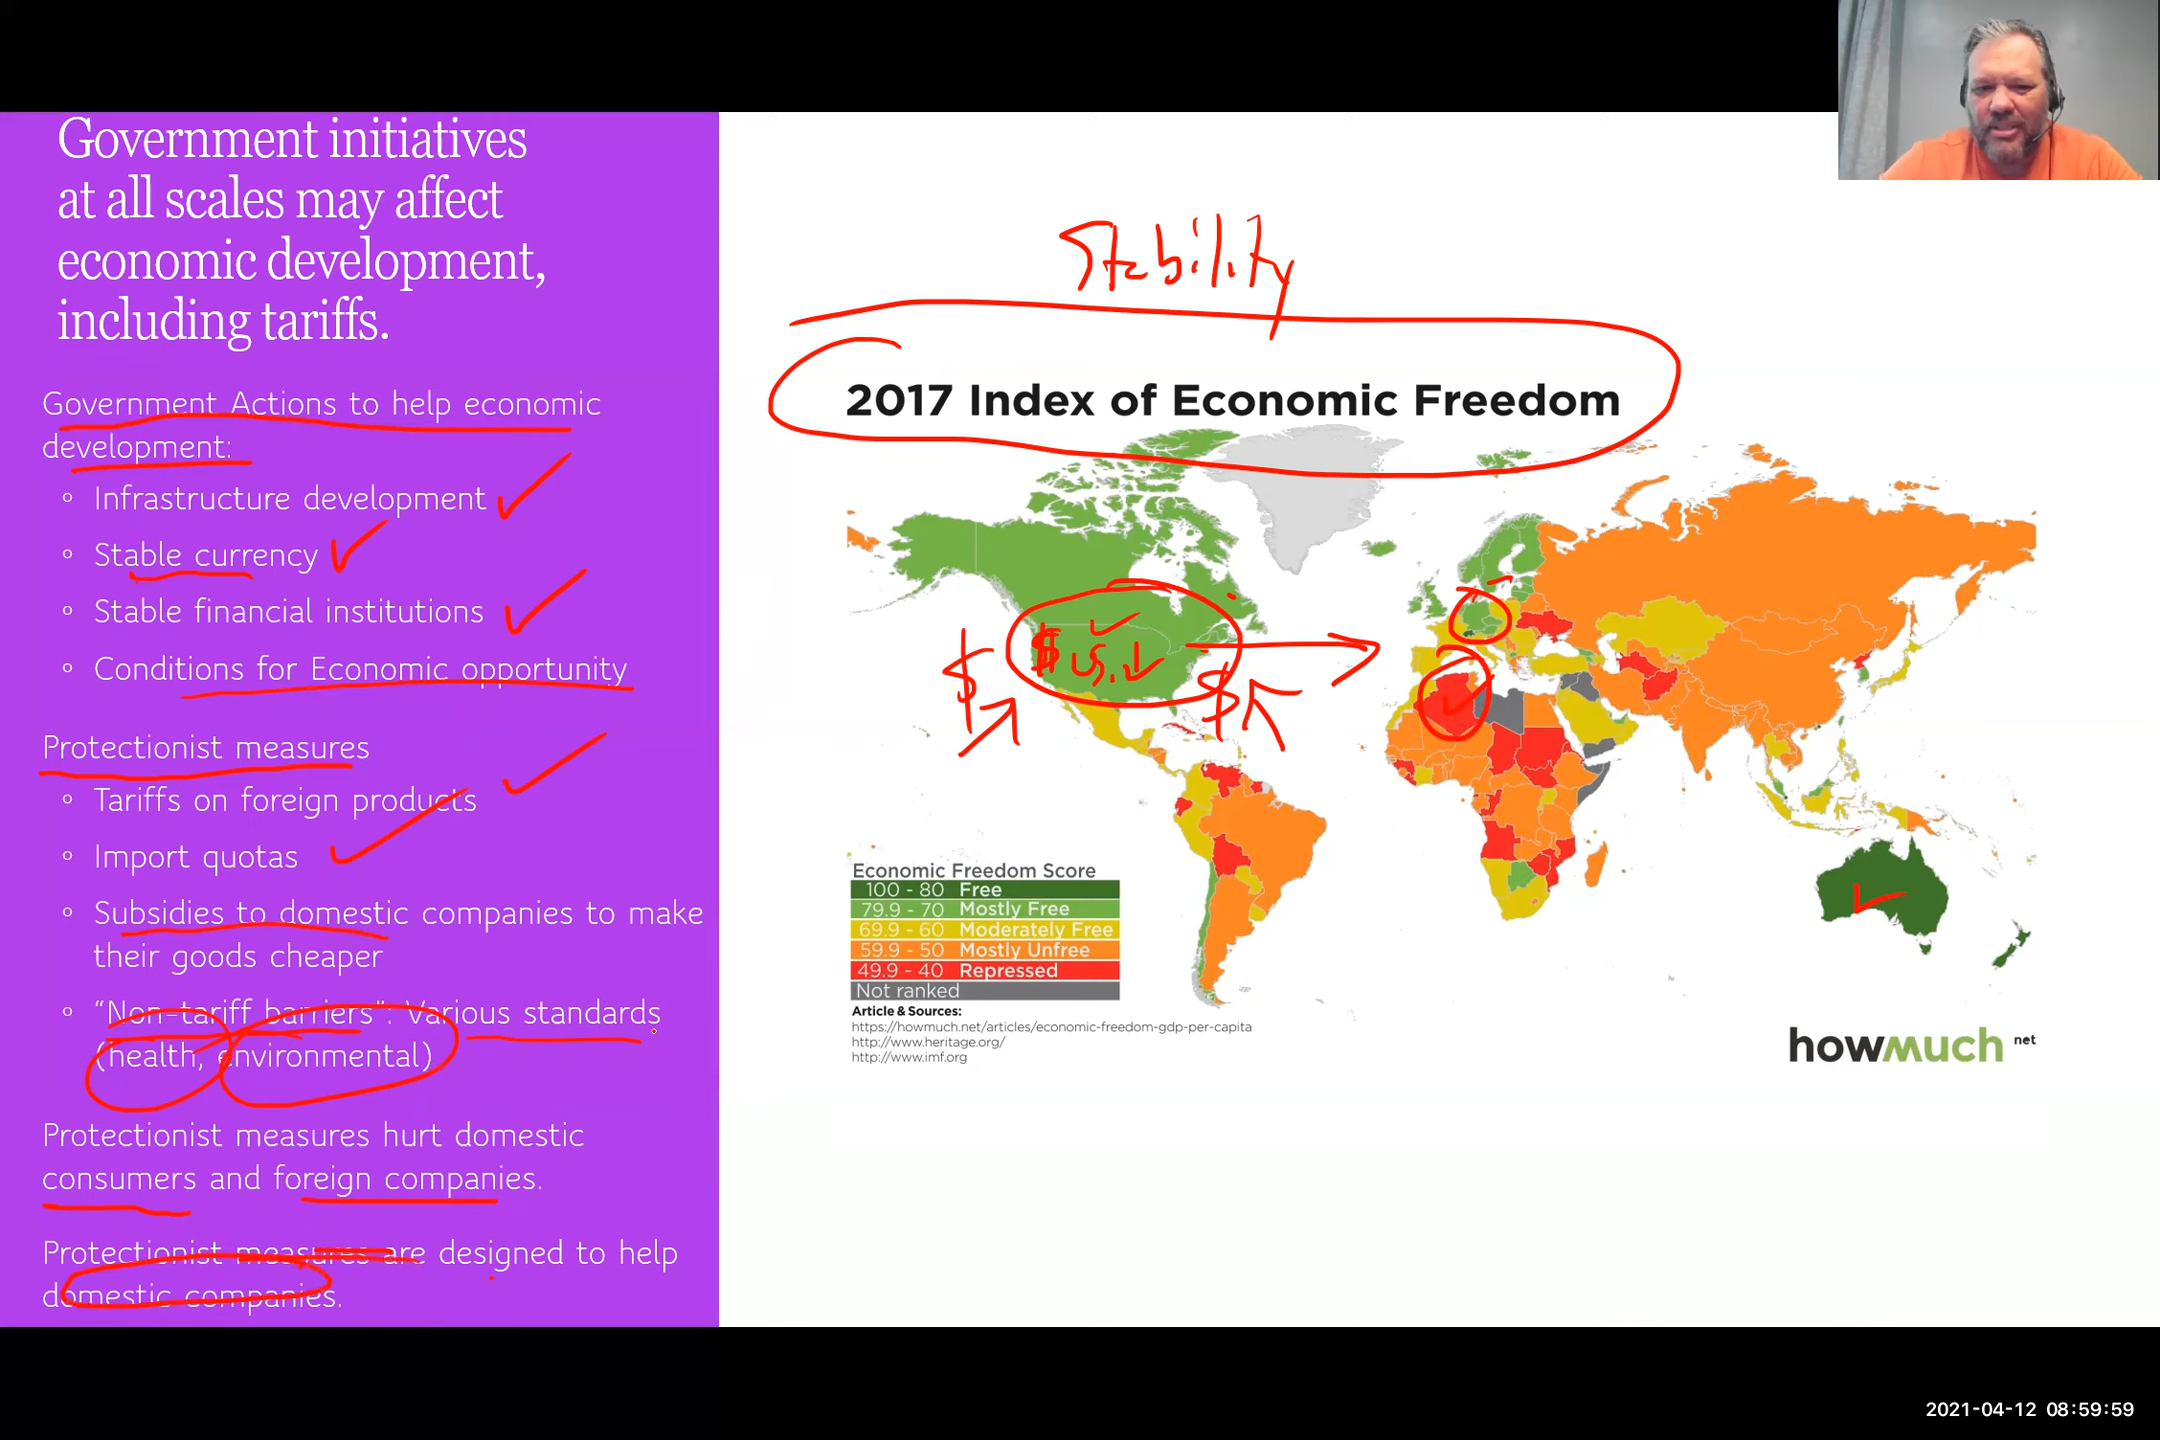 Government initiatives
at all scales may affect
economic development,
including tariffs.
Government Actions to help economic
development:
◦ Infrastructure development
◦ Stable currency
◦ Stable financial institutions
◦ Conditions for Economic opportunity
Protectionist measures
◦ Tariffs on foreign products
◦ Import quotas
◦ Subsidies to domestic companies to make
their goods cheaper
◦ “Non-tariff barriers”: Various standards
(health, environmental)
Protectionist measures hurt domestic
consumers and foreign companies.
Protectionist measures are designed to help
domestic companies.
Stability
2017 Index of Economic Freedom
$
$
$
Economic Freedom Score
100 - 80 Free
79.9 - 70 Mostly Free
69.9 - 60 Moderately Free
59.9 - 50 Mostly Unfree
49.9 - 40 Repressed
Not ranked
Article & Sources:
https://howmuch.net/articles/economic-freedom-gdp-per-capita
http://www.heritage.org/
http://www.imf.org
howmuch net
2021-04-12 08:59:59